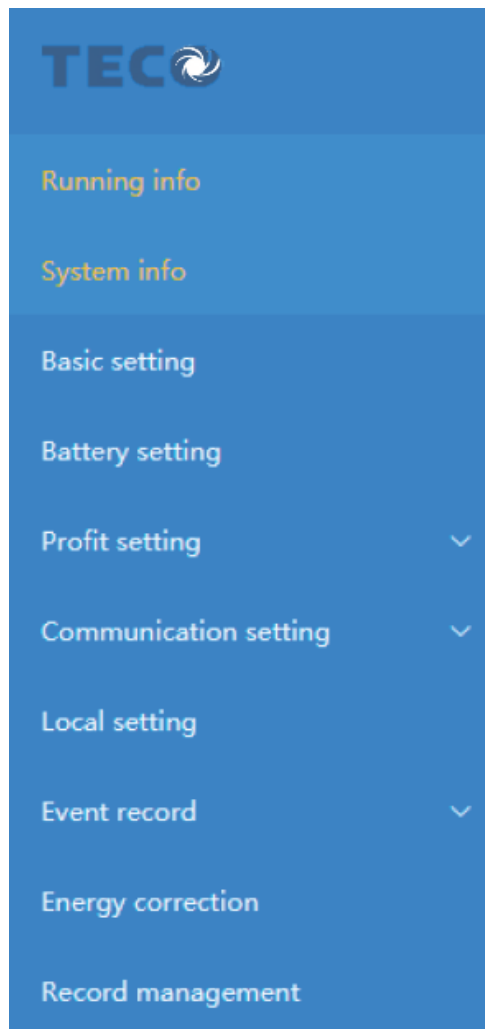 TECO
Running info
System info
Basic setting
Battery setting
Profit setting
Communication setting
Local setting
Event record
Energy correction
Record management